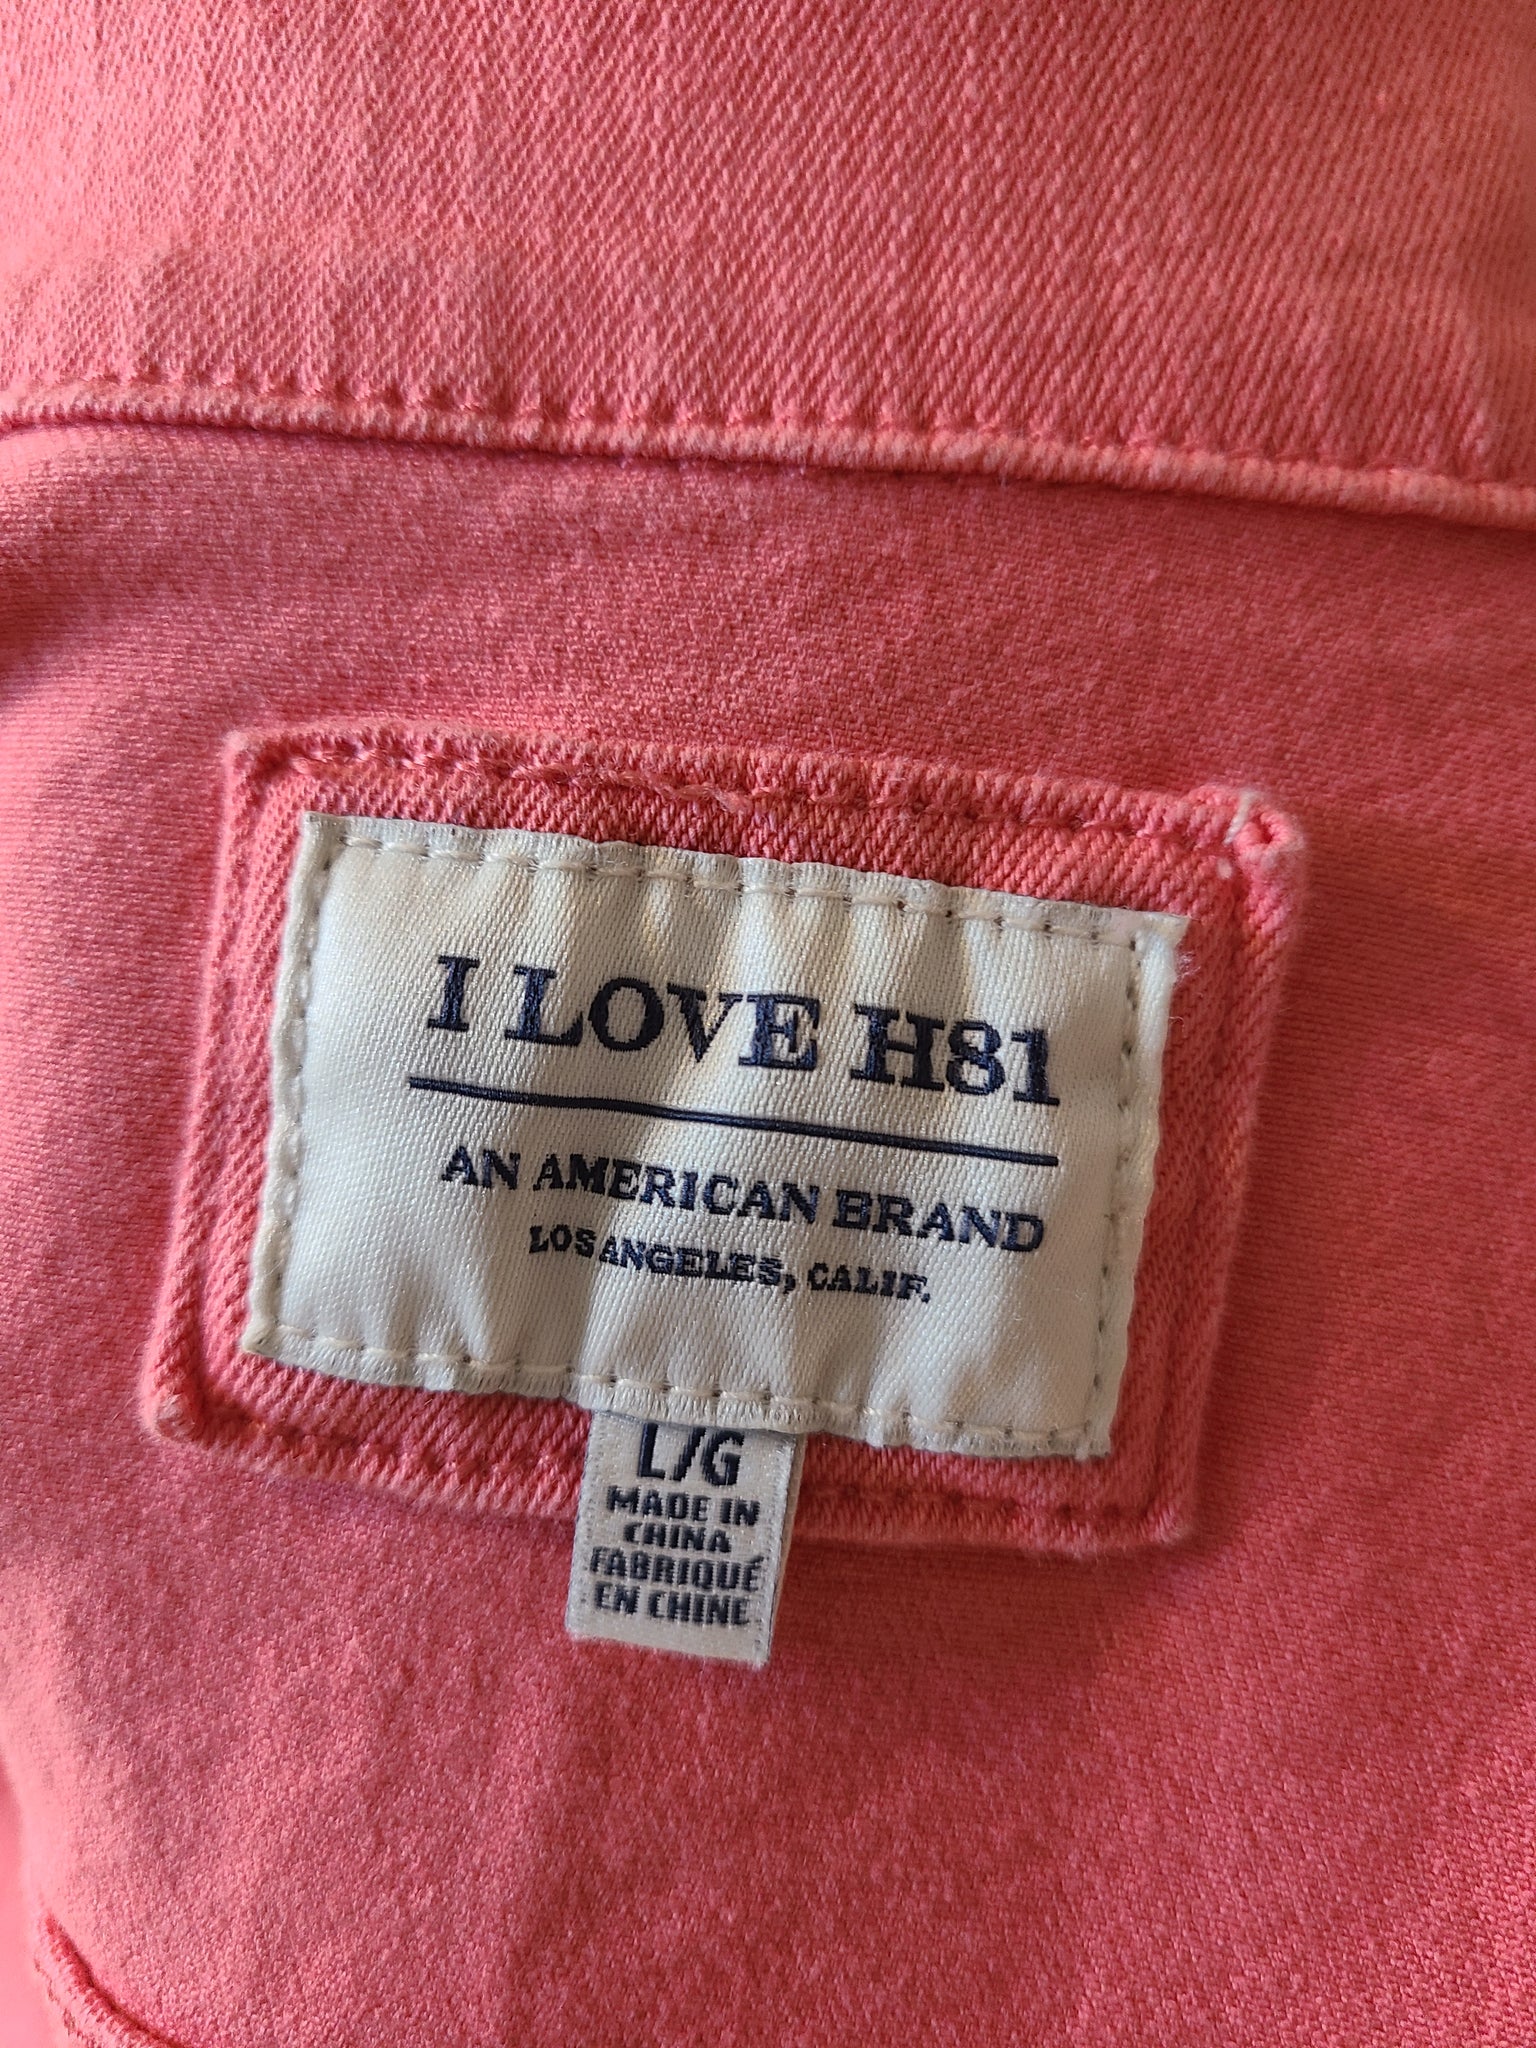 I LOVE H81
AN AMERICAN BRAND
LOS ANGELES, CALIF.
L/G
MADE IN
CHINA
FABRIQUÉ
EN CHINE